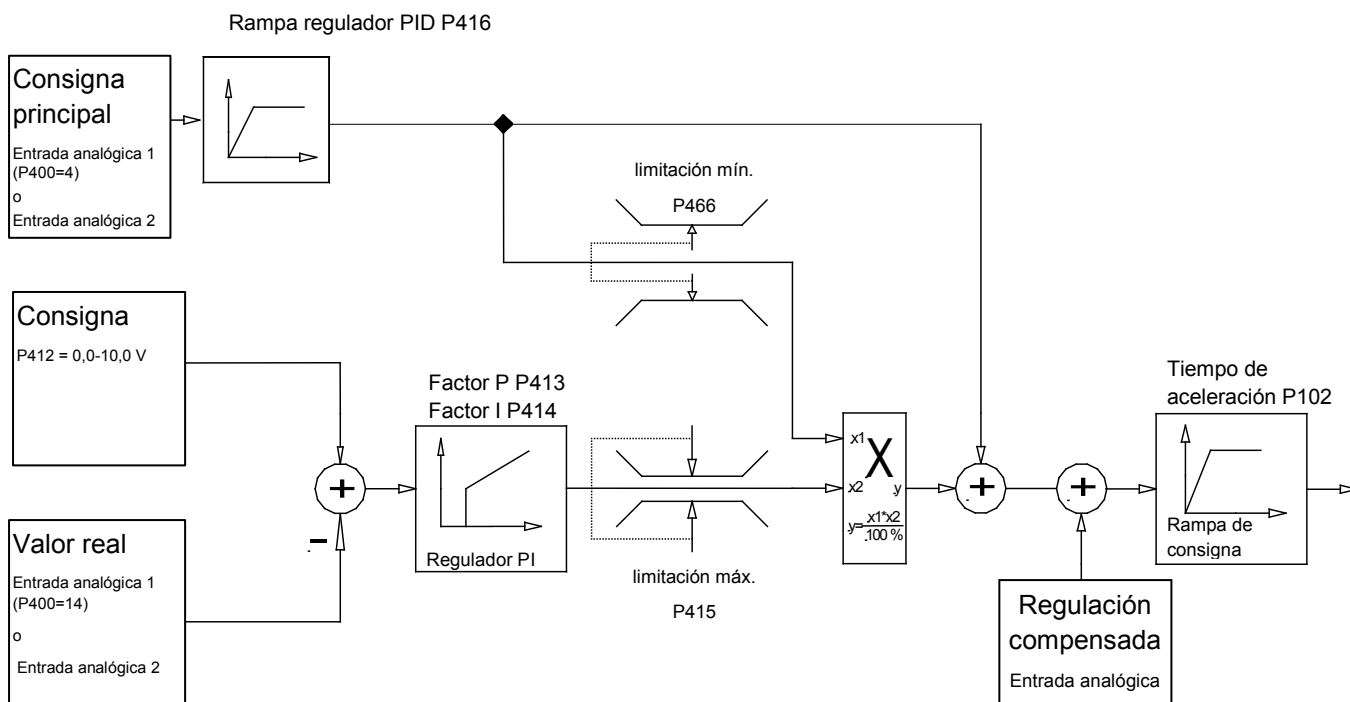 Rampa regulador PID P416
Consigna
principal
Entrada analógica 1
(P400=4)
o
Entrada analógica 2
limitación mín.
P466
Consigna
P412 = 0,0-10,0 V
Factor P P413
Factor I P414
Regulador PI
Tiempo de
aceleración P102
x1
X
x2
y
y=x1*x2
100 %
+
+
+
Rampa de
consigna
Valor real
Entrada analógica 1
(P400=14)
o
Entrada analógica 2
-
limitación máx.
P415
Regulación
compensada
Entrada analógica